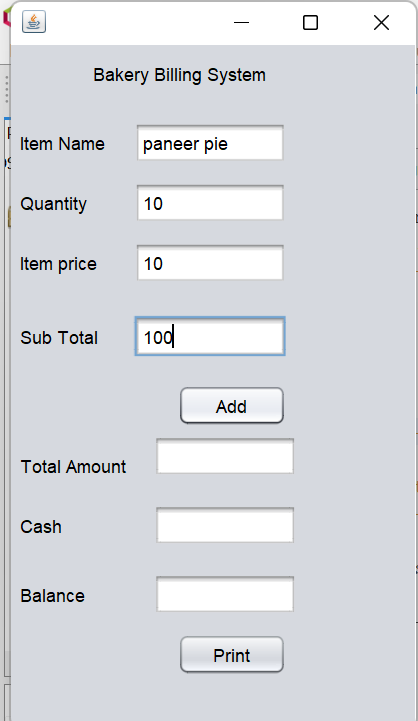 Bakery Billing System
Item Name paneer pie
Quantity 10
Item price 10
Sub Total 100
Add
Total Amount
Cash
Balance
Print